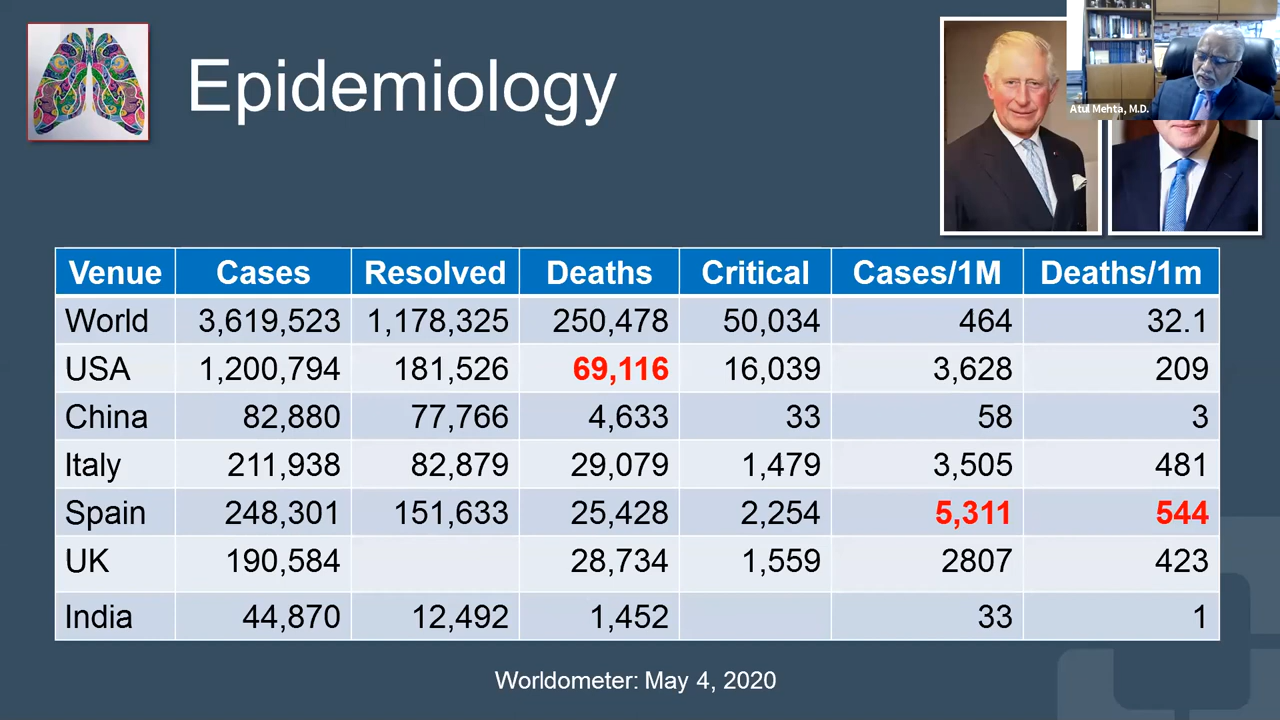 Epidemiology
Atul Mehta, M.D.
Venue Cases Resolved Deaths Critical Cases/1M Deaths/1m
World 3,619,523 1,178,325 250,478 50,034 464 32.1
USA 1,200,794 181,526 69,116 16,039 3,628 209
China 82,880 77,766 4,633 33 58 3
Italy 211,938 82,879 29,079 1,479 3,505 481
Spain 248,301 151,633 25,428 2,254 5,311 544
UK 190,584 28,734 1,559 2807 423
India 44,870 12,492 1,452 33 1
Worldometer: May 4, 2020